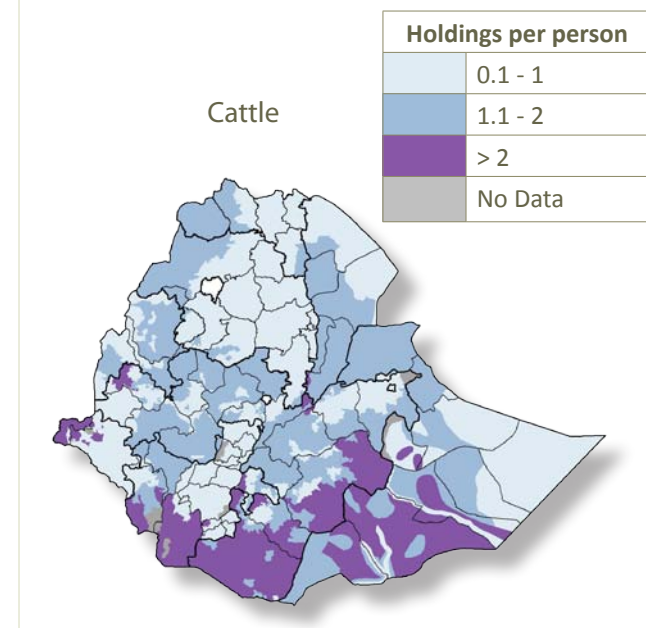 Holdings per person
0.1 - 1
Cattle
1.1 - 2
> 2
No Data